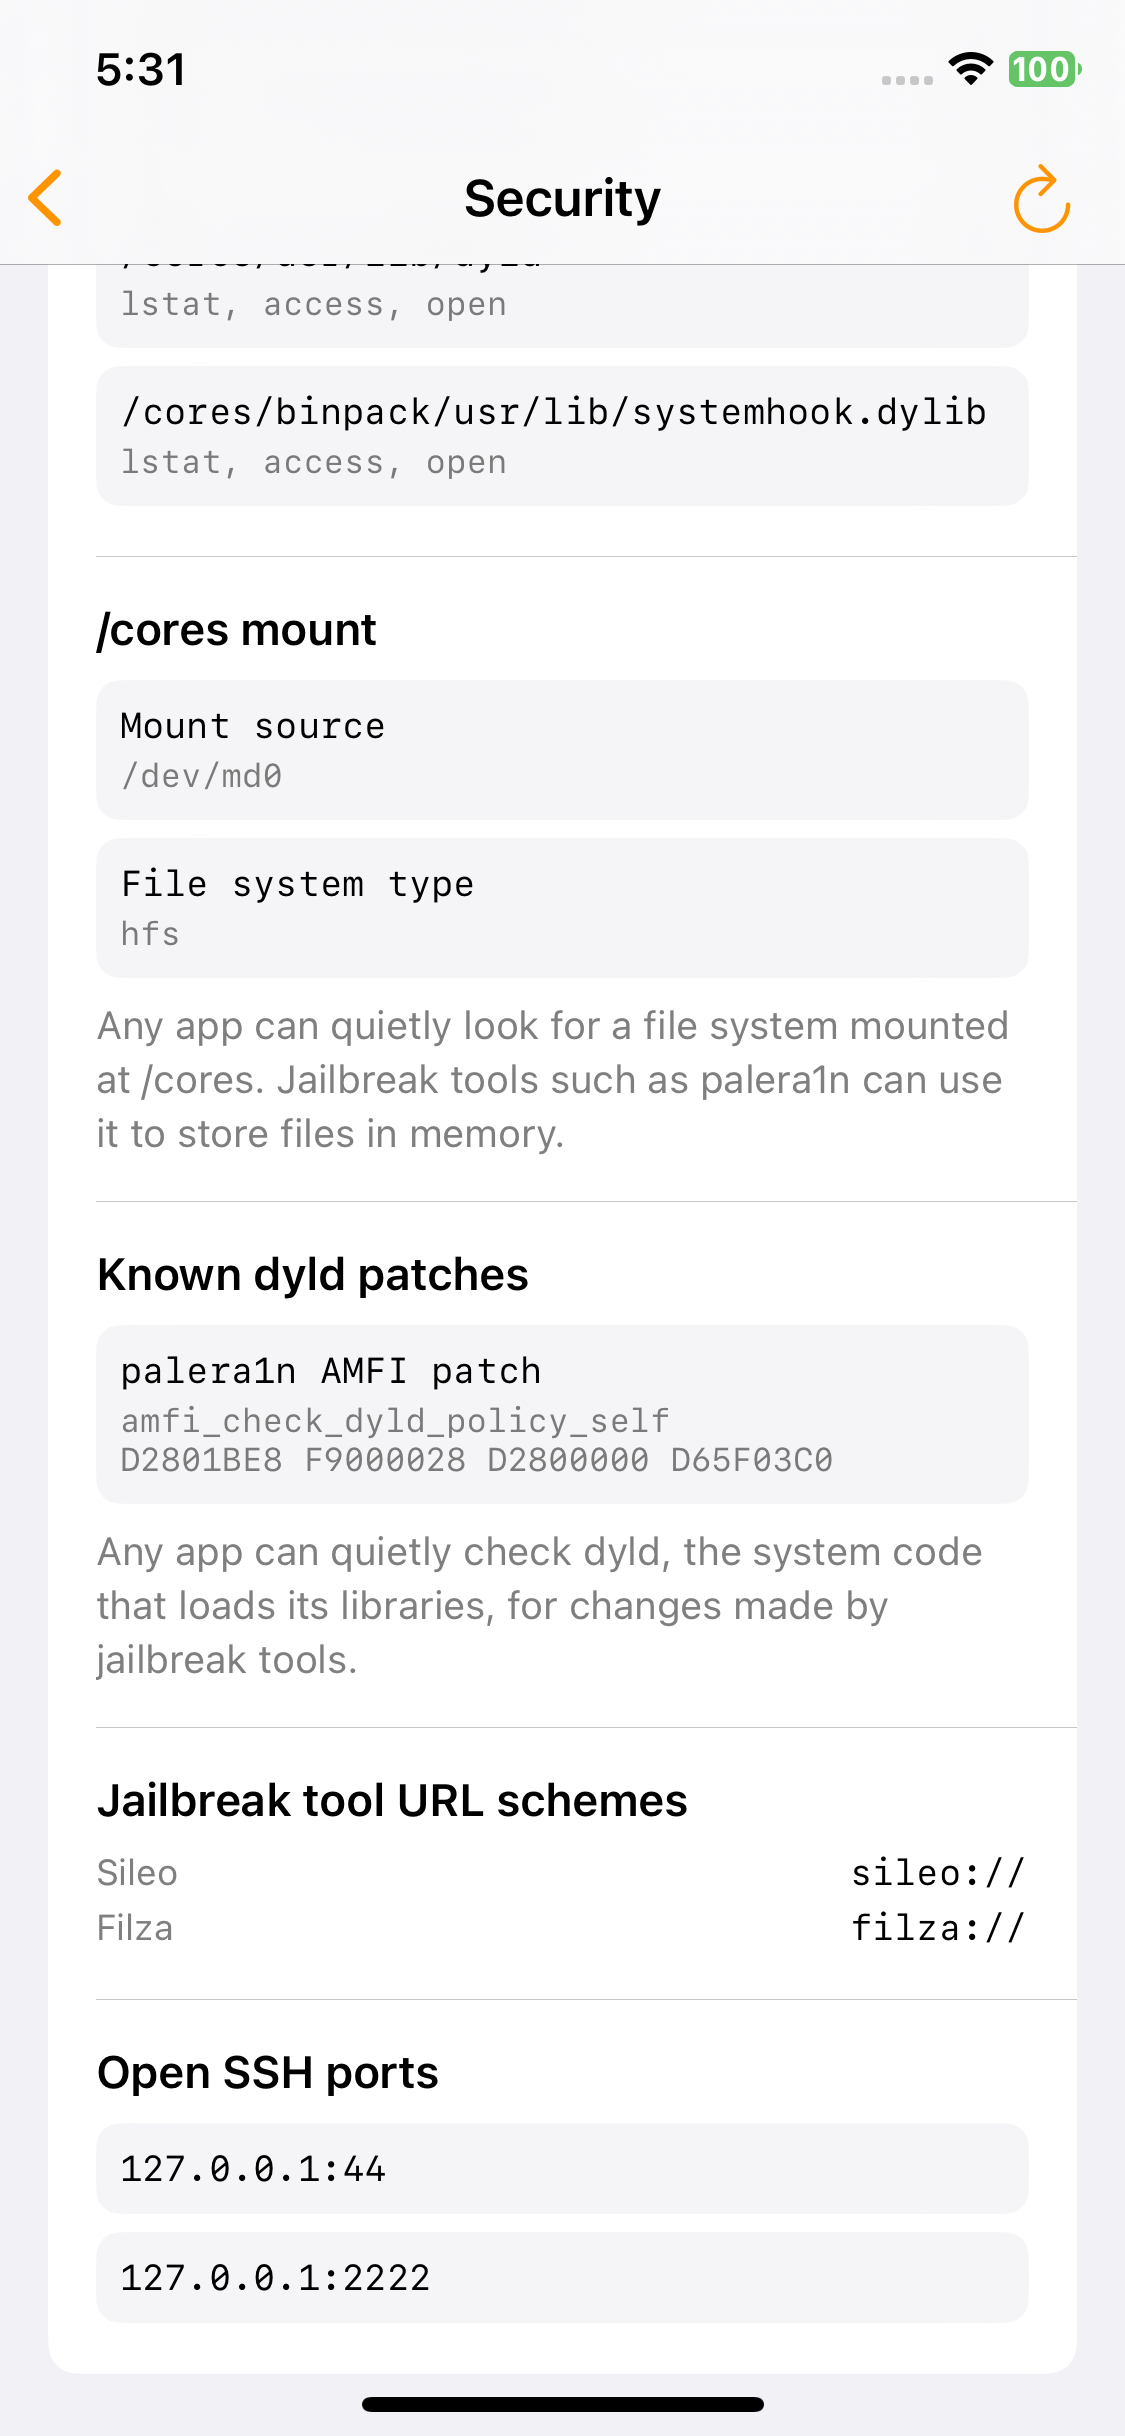 5:31
100
Security
/cores/usr/lib/dyld
lstat, access, open
/cores/binpack/usr/lib/systemhook.dylib
lstat, access, open
/cores mount
Mount source
/dev/md0
File system type
hfs
Any app can quietly look for a file system mounted
at /cores. Jailbreak tools such as palera1n can use
it to store files in memory.
Known dyld patches
palera1n AMFI patch
amfi_check_dyld_policy_self
D2801BE8 F9000028 D2800000 D65F03C0
Any app can quietly check dyld, the system code
that loads its libraries, for changes made by
jailbreak tools.
Jailbreak tool URL schemes
Sileo sileo://
Filza filza://
Open SSH ports
127.0.0.1:44
127.0.0.1:2222